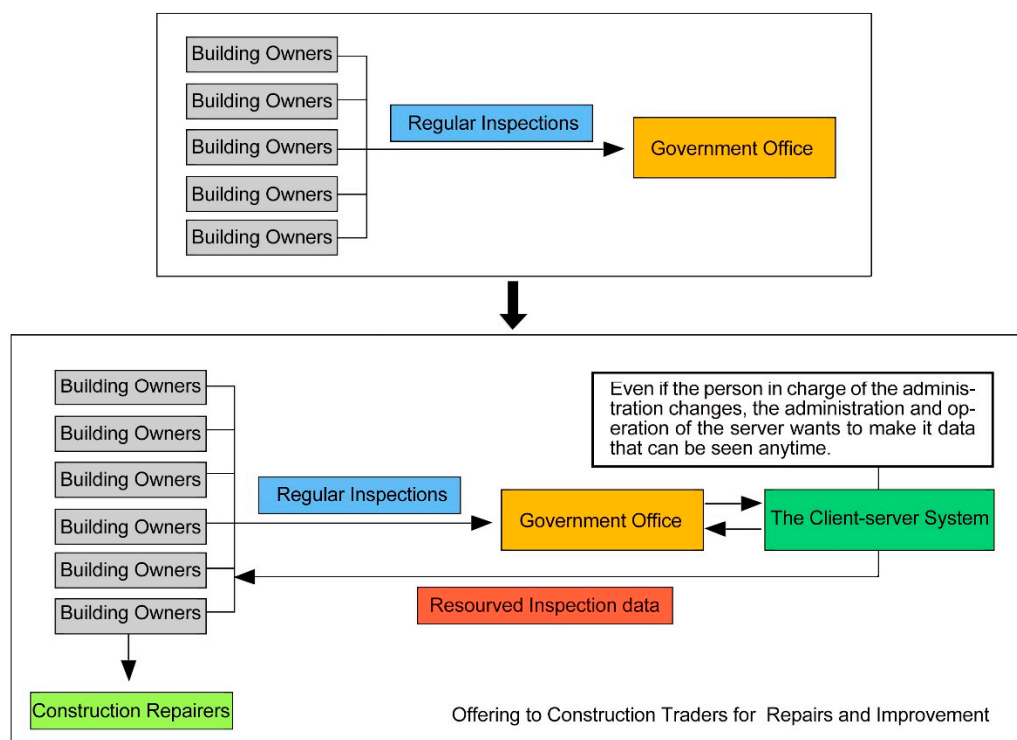 Building Owners
Building Owners
Building Owners
Building Owners
Building Owners
Regular Inspections
Government Office
Building Owners
Building Owners
Building Owners
Building Owners
Building Owners
Building Owners
Construction Repairers
Regular Inspections
Government Office
Even if the person in charge of the adminis-
tration changes, the administration and op-
eration of the server wants to make it data
that can be seen anytime.
The Client-server System
Resourved Inspection data
Offering to Construction Traders for Repairs and Improvement